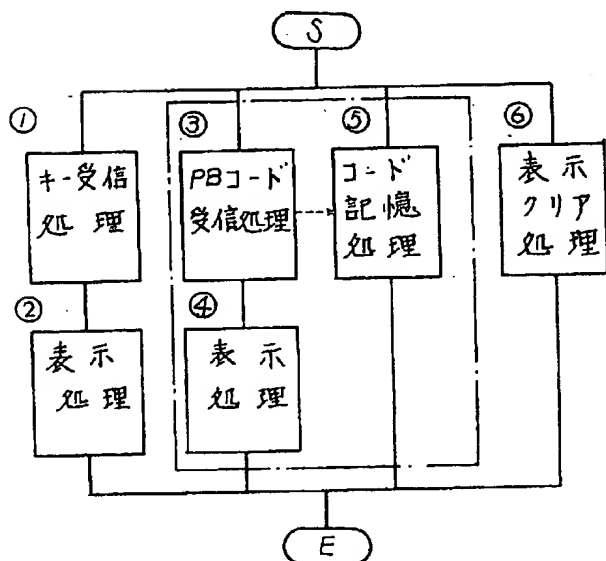 S
①
キー受信
処理
②
表示
処理
③
PBコード
受信処理
④
表示
処理
⑤
コード
記憶
処理
⑥
表示
クリア
処理
E